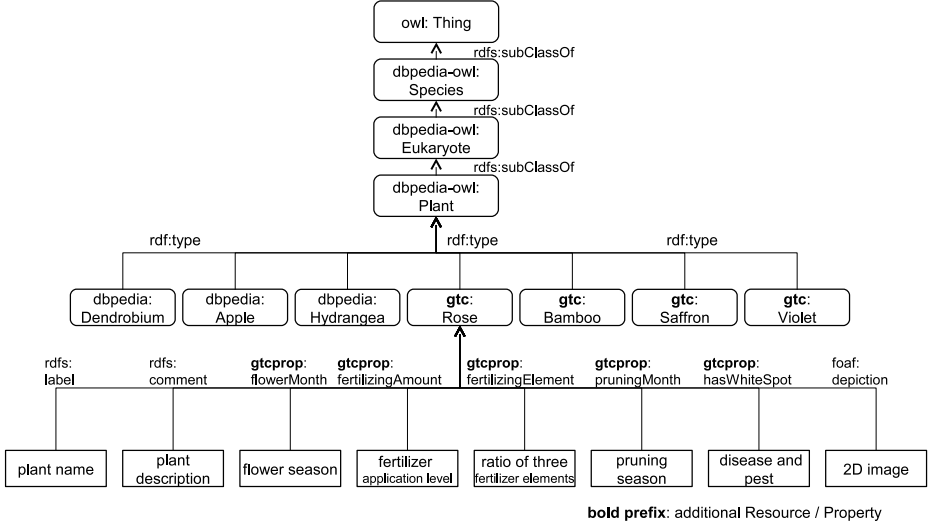 owl: Thing
rdfs:subClassOf
dbpedia-owl:
Species
rdfs:subClassOf
dbpedia-owl:
Eukaryote
rdfs:subClassOf
dbpedia-owl:
Plant
rdf:type rdf:type rdf:type
dbpedia: dbpedia: dbpedia: gtc: gtc: gtc: gtc:
Dendrobium Apple Hydrangea Rose Bamboo Saffron Violet
rdfs: rdfs: gtcprop: gtcprop: gtcprop: gtcprop: gtcprop: foaf:
label comment flowerMonth fertilizingAmount fertilizingElement pruningMonth hasWhiteSpot depiction
plant name
plant
description
flower season
fertilizer
application level
ratio of three
fertilizer elements
pruning
season
disease and
pest
2D image
bold prefix: additional Resource / Property